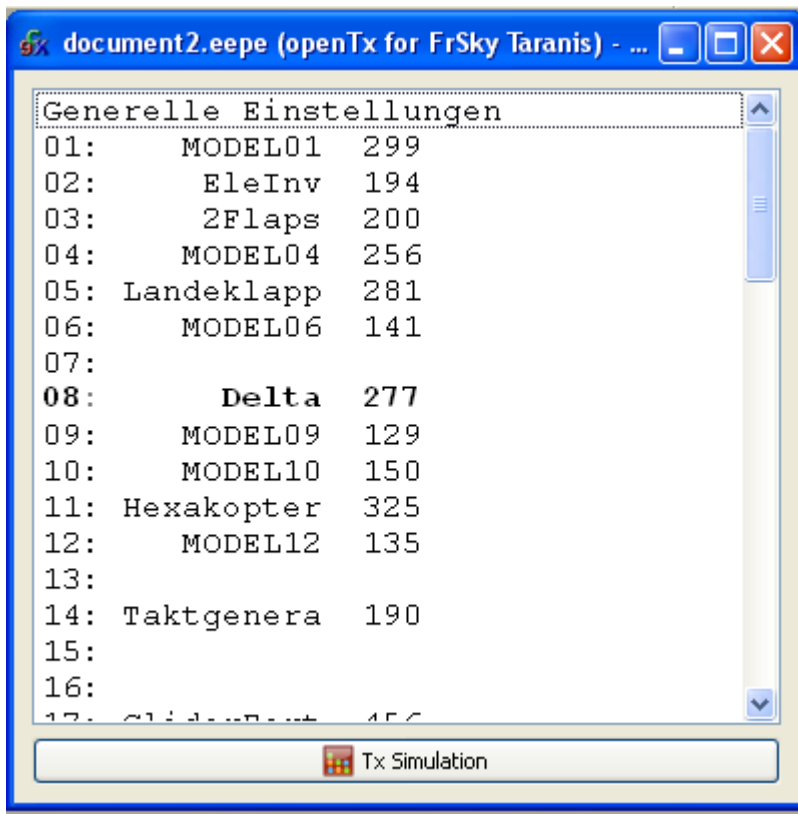 document2.eepe (openTx for FrSky Taranis) - ...
Generelle Einstellungen
01: MODEL01 299
02: EleInv 194
03: 2Flaps 200
04: MODEL04 256
05: Landeklapp 281
06: MODEL06 141
07:
08: Delta 277
09: MODEL09 129
10: MODEL10 150
11: Hexakopter 325
12: MODEL12 135
13:
14: Taktgenera 190
15:
16:
17: 456
Tx Simulation